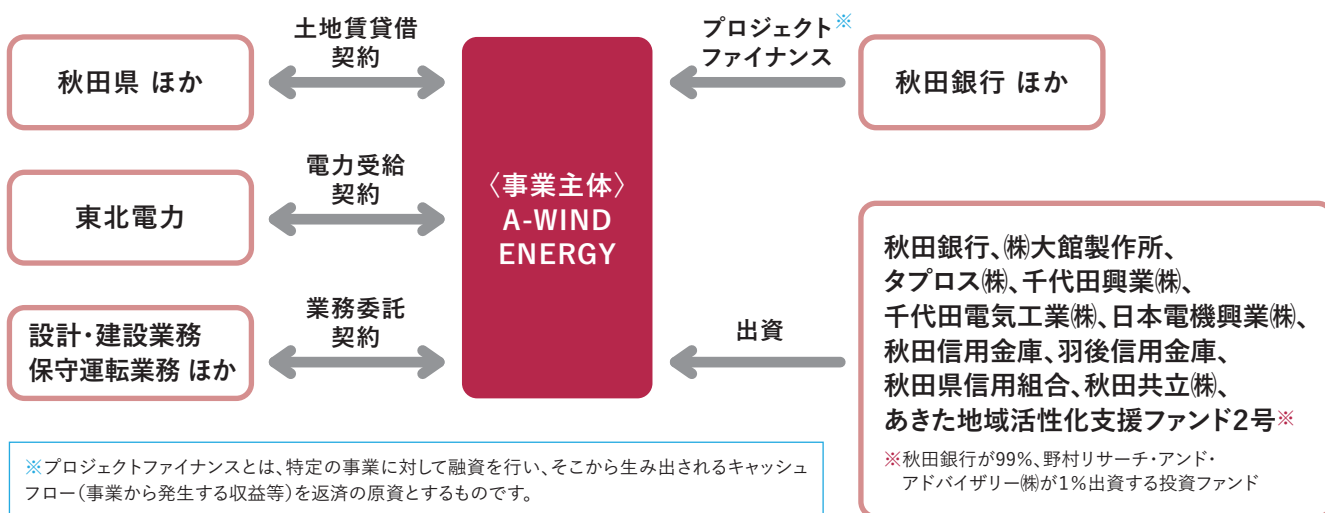 土地賃貸借
契約
秋田県 ほか
電力受給
契約
東北電力
業務委託
契約
設計・建設業務
保守運転業務 ほか
〈事業主体〉
A-WIND
ENERGY
プロジェクト※
ファイナンス
秋田銀行 ほか
出資
秋田銀行、㈱大館製作所、
タプロス㈱、千代田興業㈱、
千代田電気工業㈱、日本電機興業㈱、
秋田信用金庫、羽後信用金庫、
秋田県信用組合、秋田共立㈱、
あきた地域活性化支援ファンド2号※
※秋田銀行が99%、野村リサーチ・アンド・
アドバイザリー㈱が1%出資する投資ファンド
※プロジェクトファイナンスとは、特定の事業に対して融資を行い、そこから生み出されるキャッシュ
フロー（事業から発生する収益等）を返済の原資とするものです。